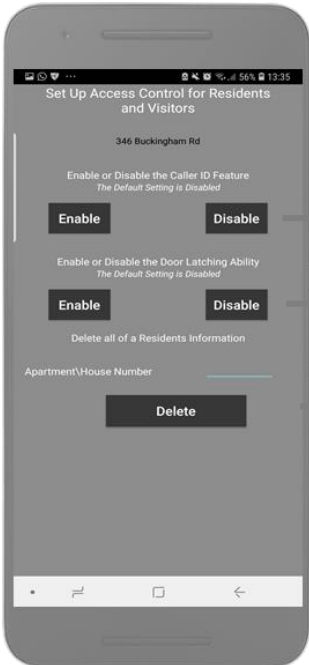 56% 13:35
Set Up Access Control for Residents
and Visitors
346 Buckingham Rd
Enable or Disable the Caller ID Feature
The Default Setting is Disabled
Enable Disable
Enable or Disable the Door Latching Ability
The Default Setting is Disabled
Enable Disable
Delete all of a Residents Information
Apartment\House Number
Delete